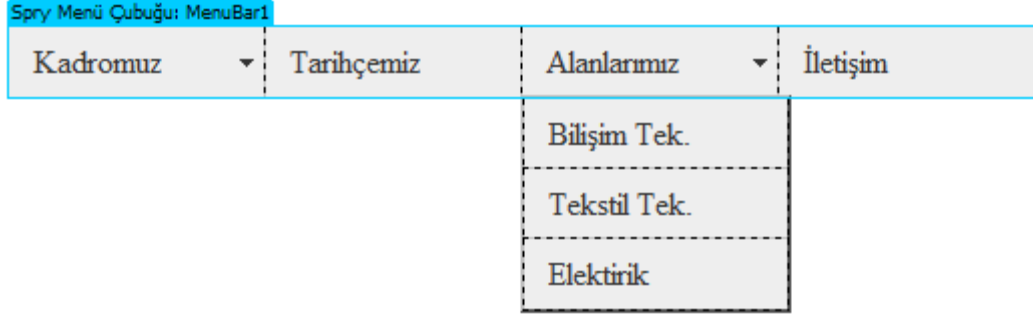 Spry Menü Çubuğu: MenuBar1
Kadromuz Tarihçemiz Alanlarımız İletişim
Bilişim Tek.
Tekstil Tek.
Elektirik